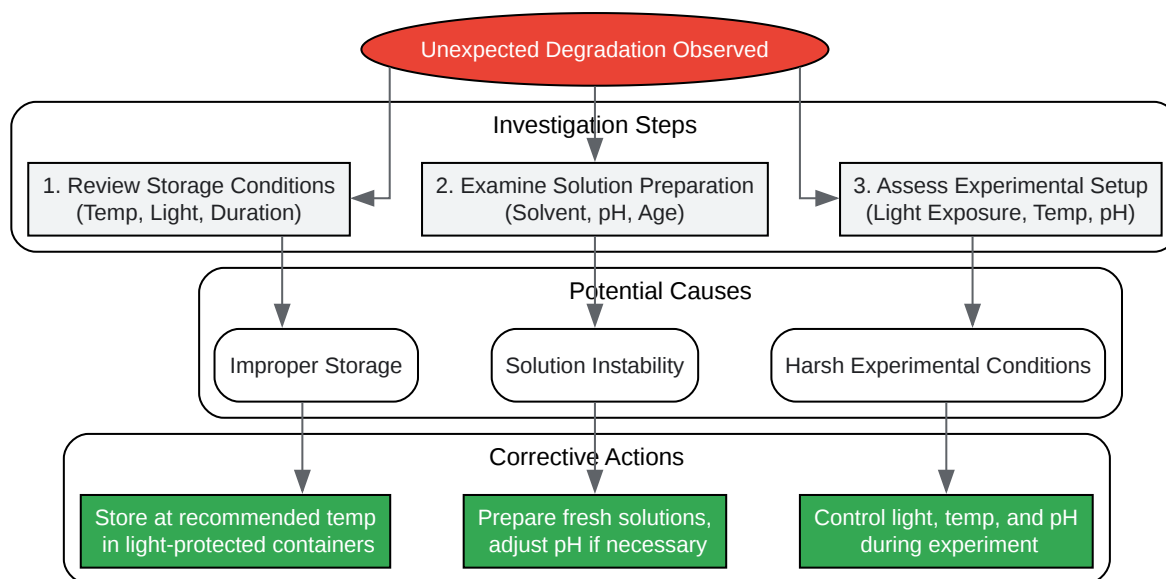 Unexpected Degradation Observed
Investigation Steps
1. Review Storage Conditions
(Temp, Light, Duration)
2. Examine Solution Preparation
(Solvent, pH, Age)
3. Assess Experimental Setup
(Light Exposure, Temp, pH)
Potential Causes
Improper Storage
Solution Instability
Harsh Experimental Conditions
Corrective Actions
Store at recommended temp
in light-protected containers
Prepare fresh solutions,
adjust pH if necessary
Control light, temp, and pH
during experiment